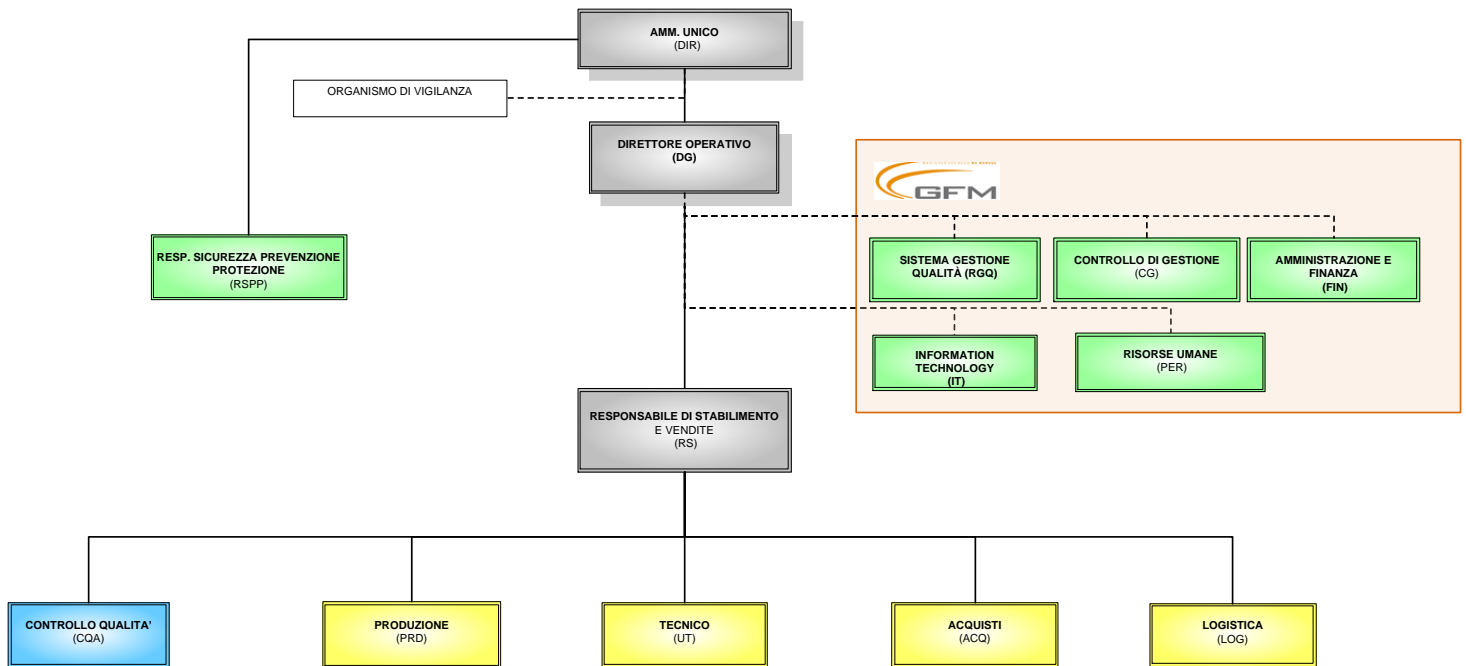 AMM. UNICO
(DIR)
ORGANISMO DI VIGILANZA
DIRETTORE OPERATIVO
(DG)
GFM
RESP. SICUREZZA PREVENZIONE
PROTEZIONE
(RSPP)
SISTEMA GESTIONE
QUALITÀ (RGQ)
CONTROLLO DI GESTIONE
(CG)
AMMINISTRAZIONE E
FINANZA
(FIN)
INFORMATION
TECHNOLOGY
(IT)
RISORSE UMANE
(PER)
RESPONSABILE DI STABILIMENTO
E VENDITE
(RS)
CONTROLLO QUALITA'
(CQA)
PRODUZIONE
(PRD)
TECNICO
(UT)
ACQUISTI
(ACQ)
LOGISTICA
(LOG)